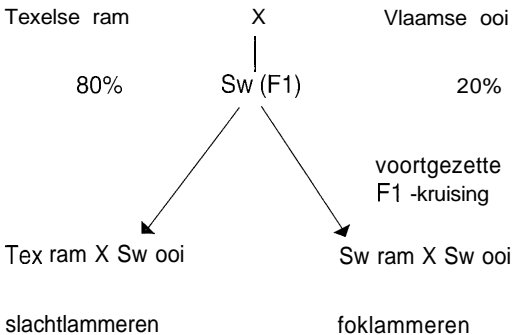 Texelse ram X Vlaamse ooi
80% Sw (F1) 20%
voortgezette
F1 -kruising
Tex ram X Sw ooi Sw ram X Sw ooi
slachtlammeren foklammeren